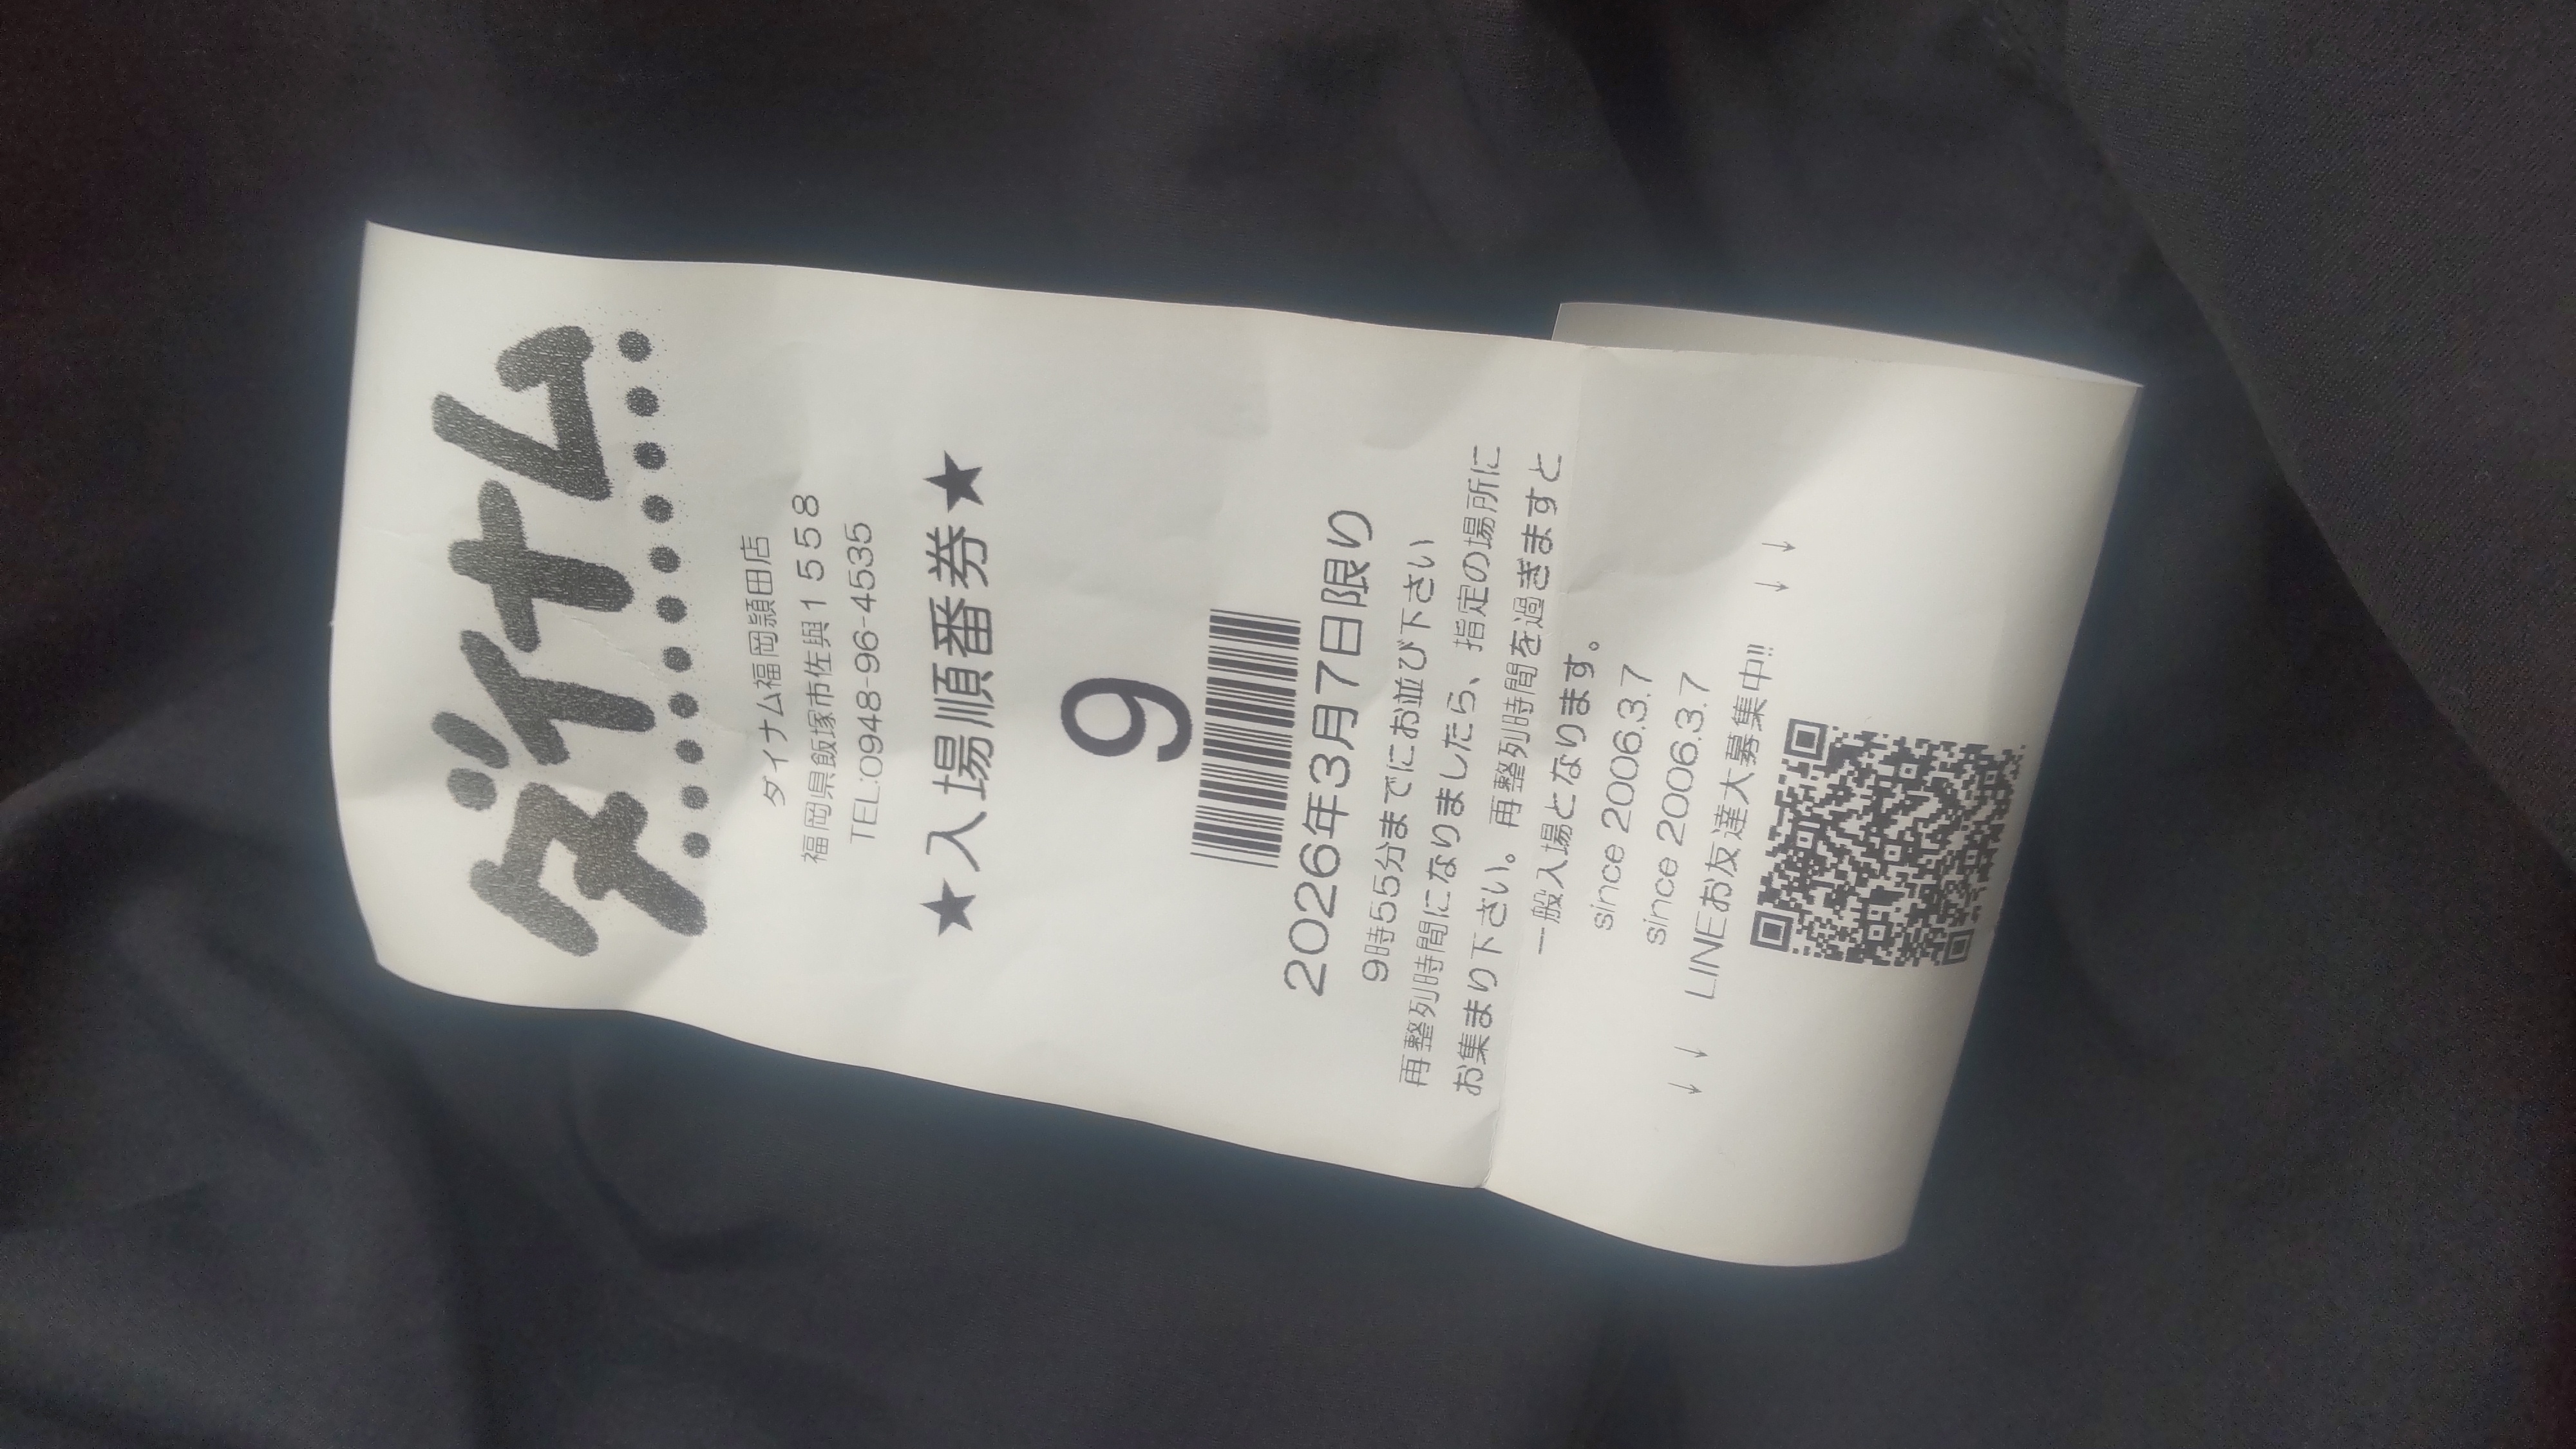 ダイナム
ダイナム福岡潁田店
福岡県飯塚市佐與1558
TEL:0948-96-4535
★入場順番券★
9
2026年3月7日限り
9時55分までにお並び下さい
再整列時間になりましたら、指定の場所に
お集まり下さい。再整列時間を過ぎますと
一般入場となります。
since 2006.3.7
since 2006.3.7
↓ ↓ LINEお友達大募集中!! ↓ ↓